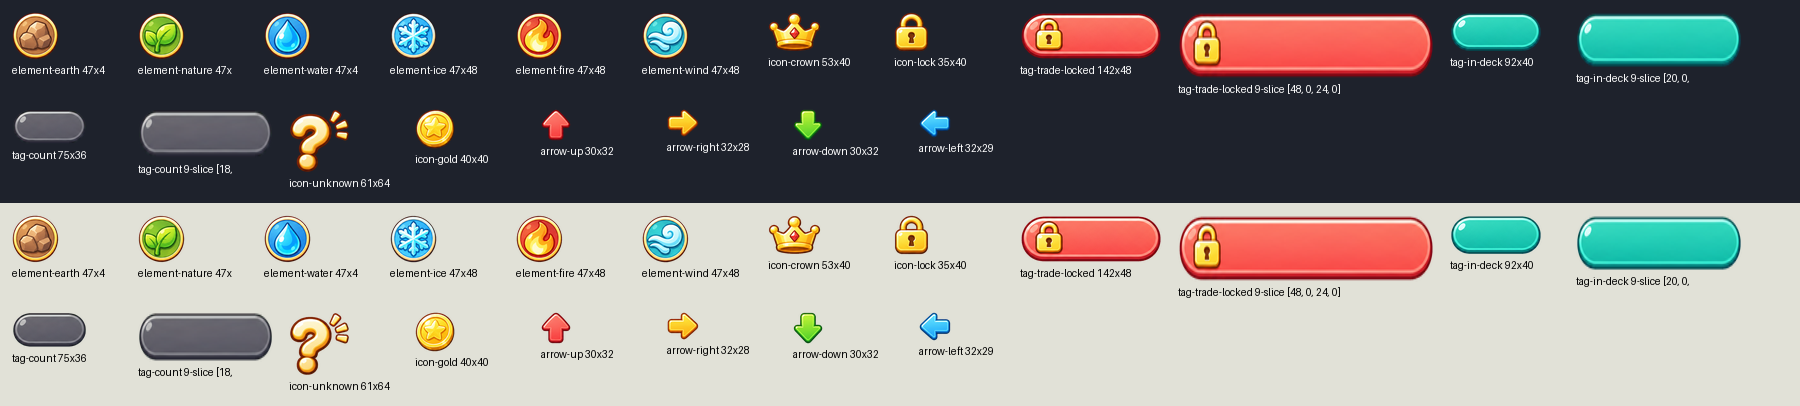 element-earth 47x4
element-nature 47x
element-water 47x4
element-ice 47x48
element-fire 47x48
element-wind 47x48
icon-crown 53x40
icon-lock 35x40
tag-trade-locked 142x48
tag-trade-locked 9-slice [48, 0, 24, 0]
tag-in-deck 92x40
tag-in-deck 9-slice [20, 0,
tag-count 75x36
tag-count 9-slice [18,
icon-unknown 61x64
icon-gold 40x40
arrow-up 30x32
arrow-right 32x28
arrow-down 30x32
arrow-left 32x29
element-earth 47x4
element-nature 47x
element-water 47x4
element-ice 47x48
element-fire 47x48
element-wind 47x48
icon-crown 53x40
icon-lock 35x40
tag-trade-locked 142x48
tag-trade-locked 9-slice [48, 0, 24, 0]
tag-in-deck 92x40
tag-in-deck 9-slice [20, 0,
tag-count 75x36
tag-count 9-slice [18,
icon-unknown 61x64
icon-gold 40x40
arrow-up 30x32
arrow-right 32x28
arrow-down 30x32
arrow-left 32x29